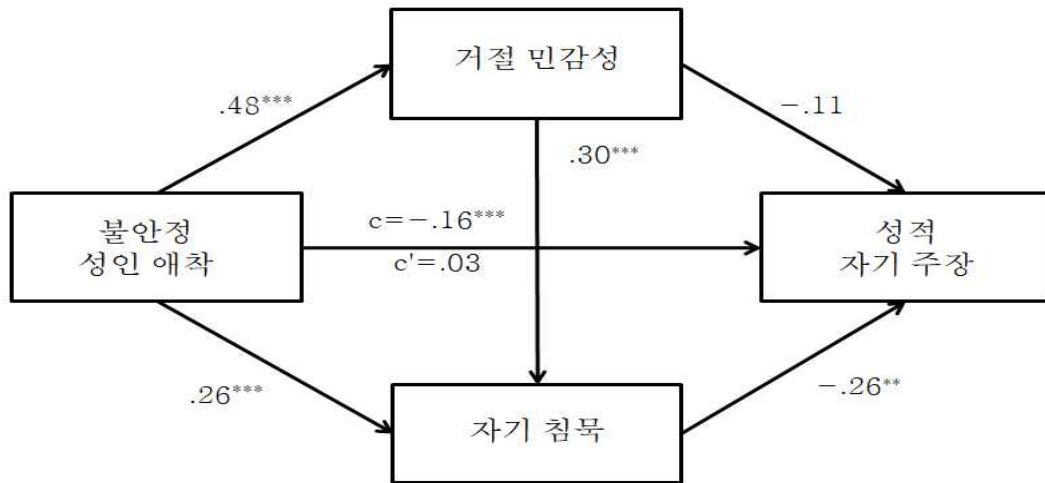 거절 민감성
.48***
−.11
.30***
불안정
성인 애착
c=−.16***
c'=.03
성적
자기 주장
.26***
−.26**
자기 침묵